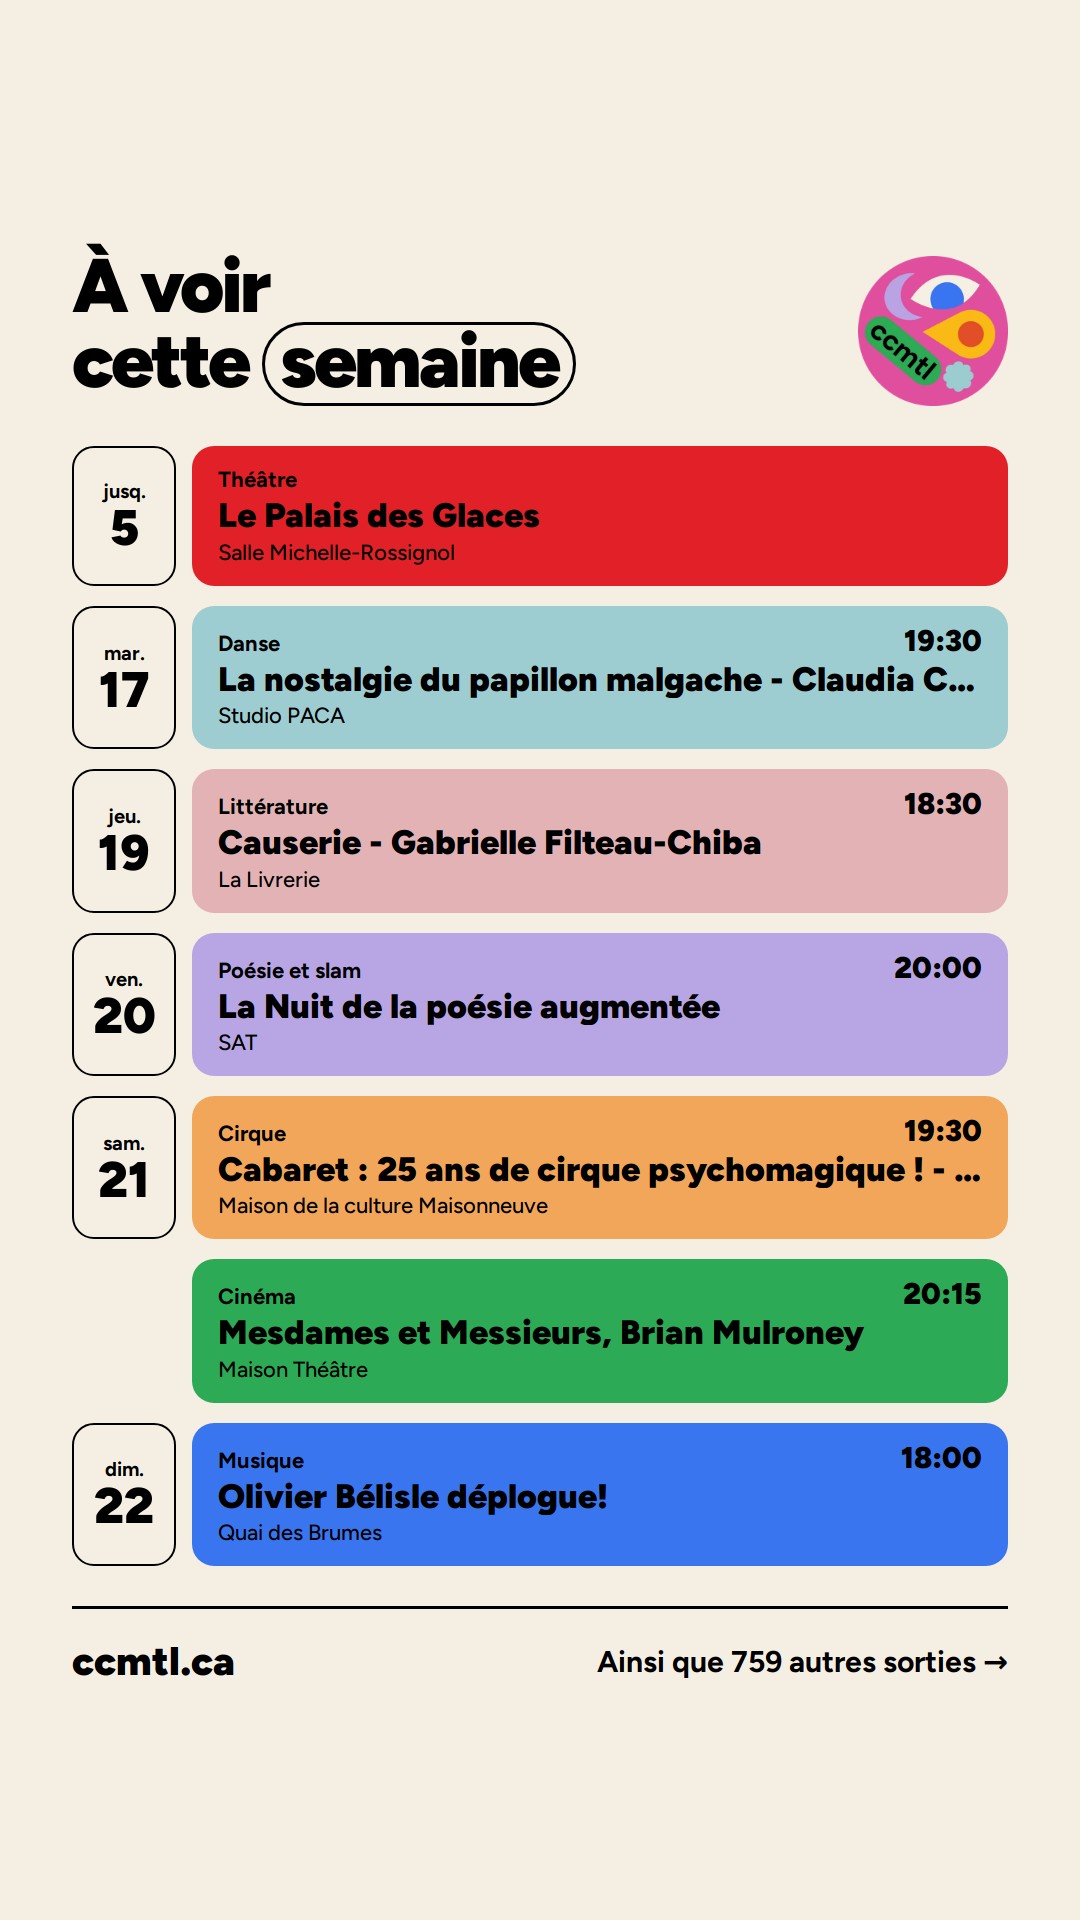 À voir
cette semaine
ccmtl
jusq.
5
Théâtre
Le Palais des Glaces
Salle Michelle-Rossignol
mar.
17
Danse
19:30
La nostalgie du papillon malgache - Claudia C...
Studio PACA
jeu.
19
Littérature
18:30
Causerie - Gabrielle Filteau-Chiba
La Livrerie
ven.
20
Poésie et slam
20:00
La Nuit de la poésie augmentée
SAT
sam.
21
Cirque
19:30
Cabaret : 25 ans de cirque psychomagique ! - ...
Maison de la culture Maisonneuve
Cinéma
20:15
Mesdames et Messieurs, Brian Mulroney
Maison Théâtre
dim.
22
Musique
18:00
Olivier Bélisle déplogue!
Quai des Brumes
ccmtl.ca
Ainsi que 759 autres sorties →